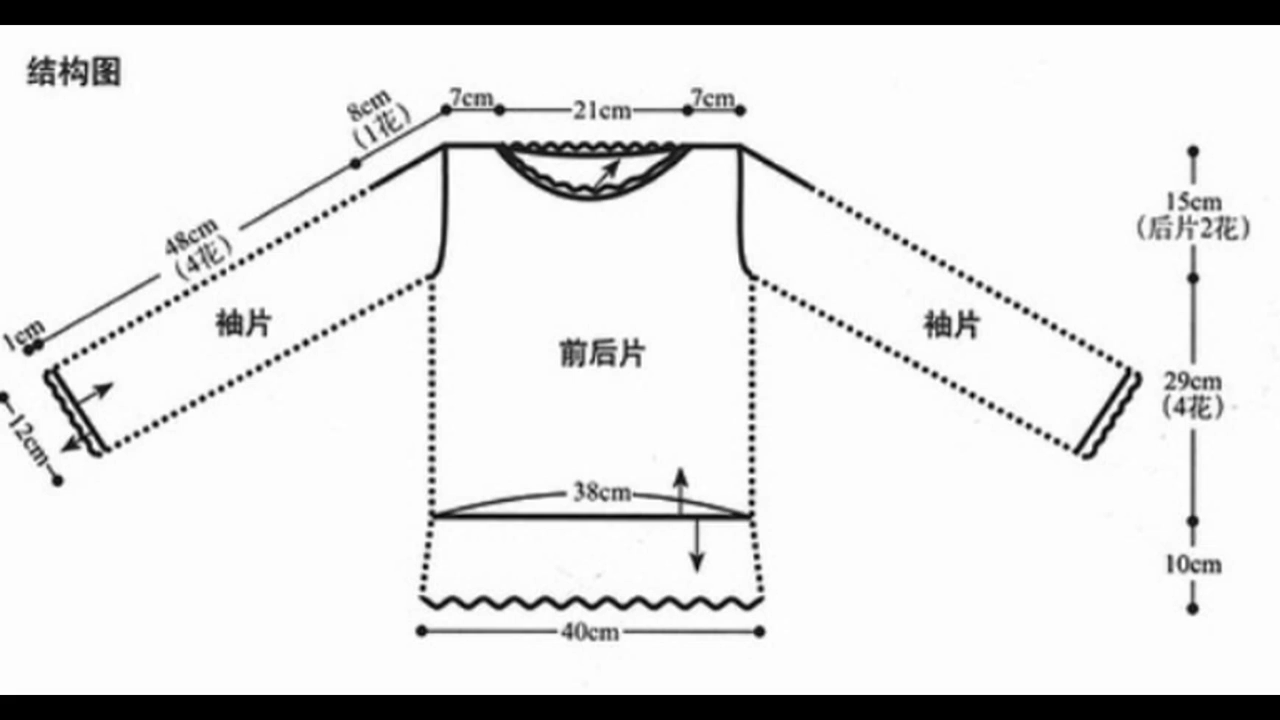 结构图
7cm
21cm
7cm
8cm
(1花)
48cm
(4花)
1cm
12cm
袖片
前后片
袖片
38cm
40cm
15cm
(后片2花)
29cm
(4花)
10cm